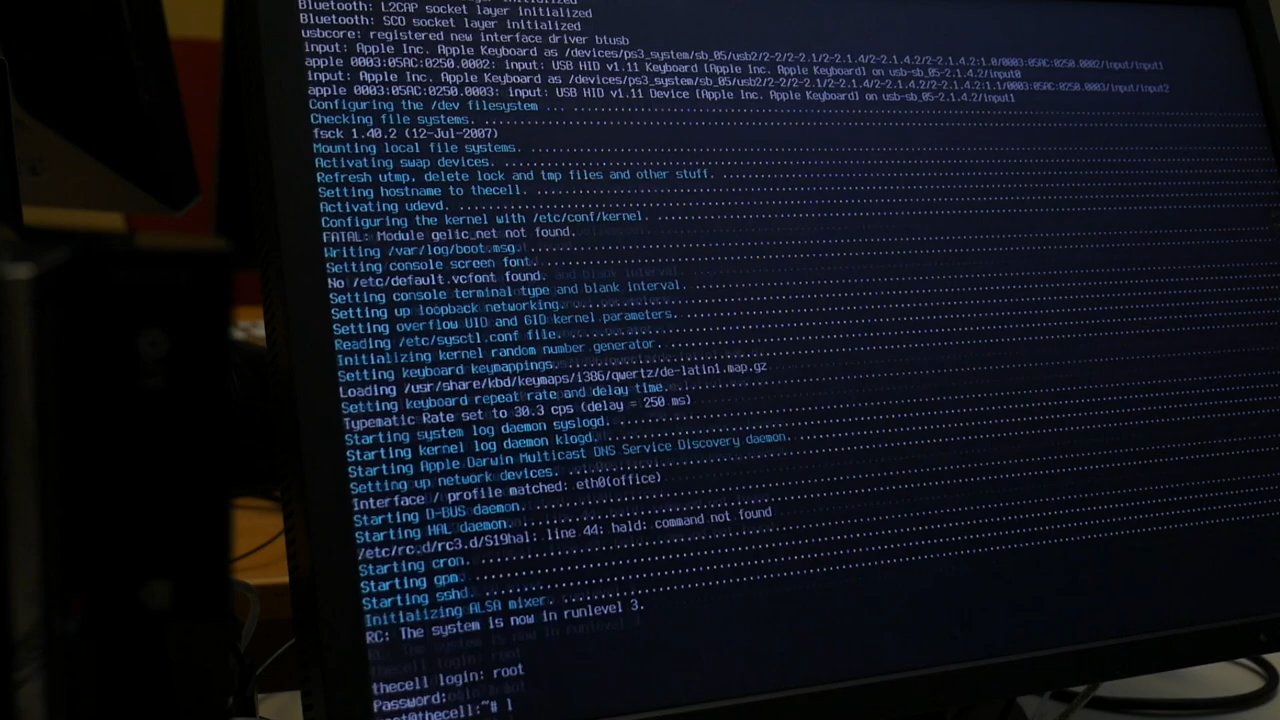 initialized
Bluetooth: L2CAP socket layer initialized
Bluetooth: SCO socket layer initialized
usbcore: registered new interface driver btusb
input: Apple Inc. Apple Keyboard as /devices/ps3_system/sb_05/usb2/2-2/2-2.1/2-2.1.4/2-2.1.4.2/2-2.1.4.2:1.0/0003:05AC:0250.0002/input/input1
apple 0003:05AC:0250.0002: input: USB HID v1.11 Keyboard [Apple Inc. Apple Keyboard] on usb-sb_05-2.1.4.2/input0
input: Apple Inc. Apple Keyboard as /devices/ps3_system/sb_05/usb2/2-2/2-2.1/2-2.1.4/2-2.1.4.2/2-2.1.4.2:1.1/0003:05AC:0250.0003/input/input2
apple 0003:05AC:0250.0003: input: USB HID v1.11 Device [Apple Inc. Apple Keyboard] on usb-sb_05-2.1.4.2/input1
Configuring the /dev filesystem ...
Checking file systems.
fsck 1.40.2 (12-Jul-2007)
Mounting local file systems.
Activating swap devices.
Refresh utmp, delete lock and tmp files and other stuff.
Setting hostname to thecell.
Activating udevd.
Configuring the kernel with /etc/conf/kernel.
FATAL: Module gelic_net not found.
Writing /var/log/boot.msg.
Setting console screen font.
No /etc/default.vcfont found.
Setting console terminal type and blank interval.
Setting up loopback networking.
Setting overflow UID and GID kernel parameters.
Reading /etc/sysctl.conf file.
Initializing kernel random number generator.
Setting keyboard keymappings.
Loading /usr/share/kbd/keymaps/i386/qwertz/de-latin1.map.gz
Setting keyboard repeat rate and delay time.
Typematic Rate set to 30.3 cps (delay = 250 ms)
Starting system log daemon syslogd.
Starting kernel log daemon klogd.
Starting Apple Darwin Multicast DNS Service Discovery daemon.
Setting up network devices.
Interface / profile matched: eth0(office)
Starting D-BUS daemon.
Starting HAL daemon.
/etc/rc.d/rc3.d/S19hal: line 44: hald: command not found
Starting cron.
Starting gpm.
Starting sshd.
Initializing ALSA mixer.
RC: The system is now in runlevel 3.
thecell login: root
Password:
root@thecell:~# l